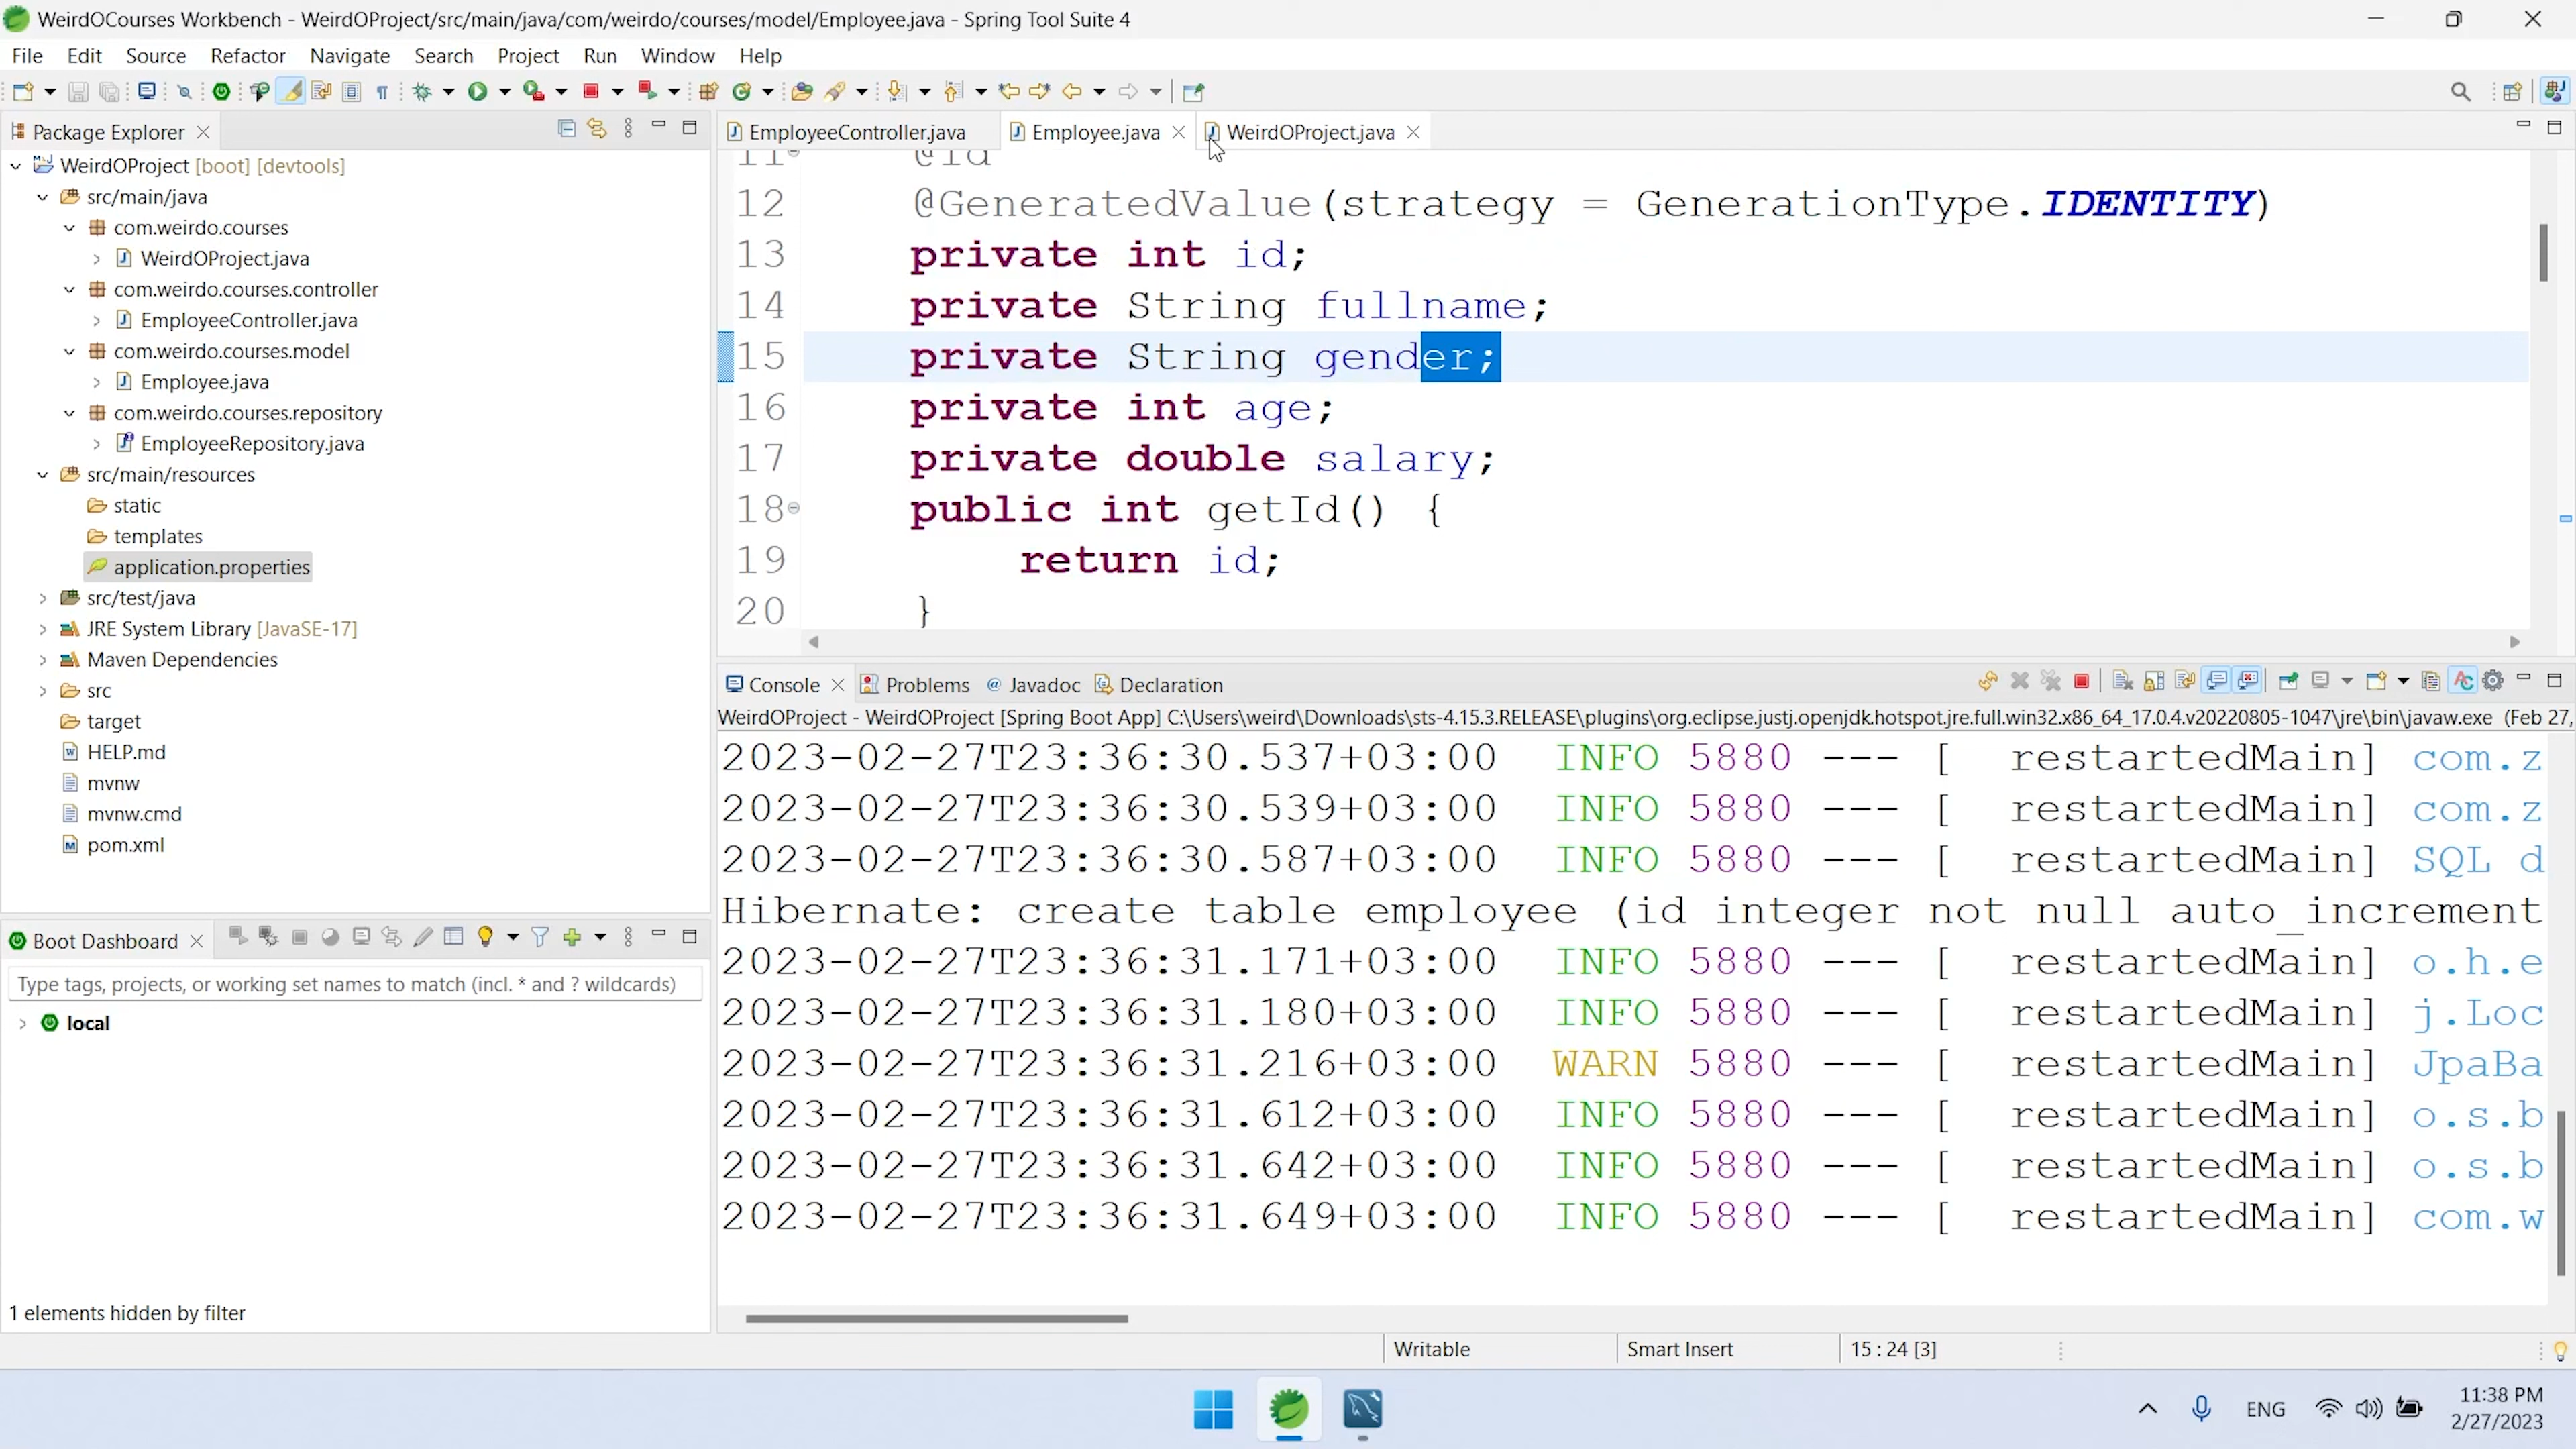 WeirdOCourses Workbench - WeirdOProject/src/main/java/com/weirdo/courses/model/Employee.java - Spring Tool Suite 4
File Edit Source Refactor Navigate Search Project Run Window Help
Package Explorer
WeirdOProject [boot] [devtools]
src/main/java
com.weirdo.courses
WeirdOProject.java
com.weirdo.courses.controller
EmployeeController.java
com.weirdo.courses.model
Employee.java
com.weirdo.courses.repository
EmployeeRepository.java
src/main/resources
static
templates
application.properties
src/test/java
JRE System Library [JavaSE-17]
Maven Dependencies
src
target
HELP.md
mvnw
mvnw.cmd
pom.xml
Boot Dashboard
Type tags, projects, or working set names to match (incl. * and ? wildcards)
local
1 elements hidden by filter
EmployeeController.java Employee.java WeirdOProject.java
11 @Id
12 @GeneratedValue(strategy = GenerationType.IDENTITY)
13 private int id;
14 private String fullname;
15 private String gender;
16 private int age;
17 private double salary;
18 public int getId() {
19 return id;
20 }
Console Problems @ Javadoc Declaration
WeirdOProject - WeirdOProject [Spring Boot App] C:\Users\weird\Downloads\sts-4.15.3.RELEASE\plugins\org.eclipse.justj.openjdk.hotspot.jre.full.win32.x86_64_17.0.4.v20220805-1047\jre\bin\javaw.exe (Feb 27,
2023-02-27T23:36:30.537+03:00 INFO 5880 --- [ restartedMain] com.z
2023-02-27T23:36:30.539+03:00 INFO 5880 --- [ restartedMain] com.z
2023-02-27T23:36:30.587+03:00 INFO 5880 --- [ restartedMain] SQL d
Hibernate: create table employee (id integer not null auto_increment
2023-02-27T23:36:31.171+03:00 INFO 5880 --- [ restartedMain] o.h.e
2023-02-27T23:36:31.180+03:00 INFO 5880 --- [ restartedMain] j.Loc
2023-02-27T23:36:31.216+03:00 WARN 5880 --- [ restartedMain] JpaBa
2023-02-27T23:36:31.612+03:00 INFO 5880 --- [ restartedMain] o.s.b
2023-02-27T23:36:31.642+03:00 INFO 5880 --- [ restartedMain] o.s.b
2023-02-27T23:36:31.649+03:00 INFO 5880 --- [ restartedMain] com.w
Writable Smart Insert 15 : 24 [3]
ENG
11:38 PM
2/27/2023